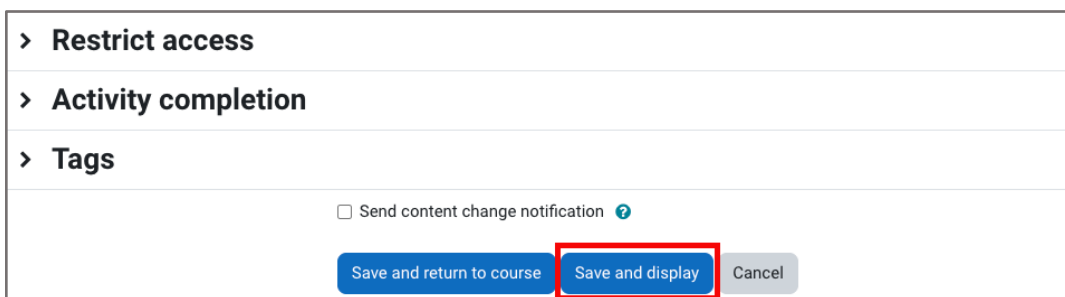 Restrict access
Activity completion
Tags
Send content change notification
Save and return to course Save and display Cancel